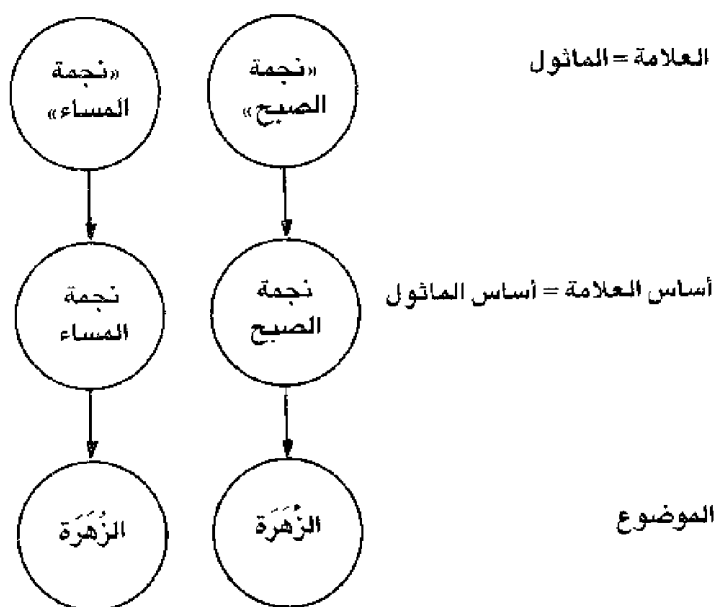 العلامة = الماثول
«نجمة
الصبح»
«نجمة
المساء»
أساس العلامة = أساس الماثول
نجمة
الصبح
نجمة
المساء
الموضوع
الزُّهَرَة
الزُّهَرَة